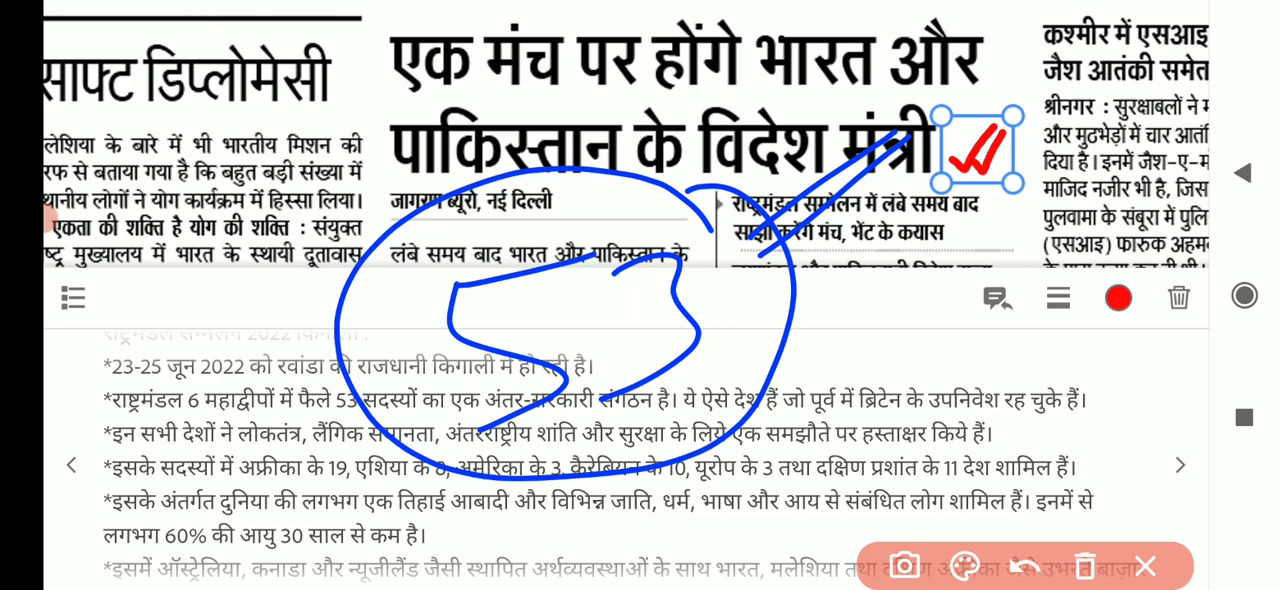 साफ्ट डिप्लोमेसी
लेशिया के बारे में भी भारतीय मिशन की
रफ से बताया गया है कि बहुत बड़ी संख्या में
थानीय लोगों ने योग कार्यक्रम में हिस्सा लिया।
एकता की शक्ति है योग की शक्ति : संयुक्त
ष्ट्र मुख्यालय में भारत के स्थायी दूतावास
एक मंच पर होंगे भारत और
पाकिस्तान के विदेश मंत्री
जागरण ब्यूरो, नई दिल्ली
लंबे समय बाद भारत और पाकिस्तान के
राष्ट्रमंडल सम्मेलन में लंबे समय बाद
साझा करेंगे मंच, भेंट के कयास
कश्मीर में एसआइ
जैश आतंकी समेत
श्रीनगर : सुरक्षाबलों ने
और मुठभेड़ों में चार आतं
दिया है। इनमें जैश-ए-म
माजिद नजीर भी है, जिस
पुलवामा के संबूरा में पुलि
(एसआइ) फारुक अहम
राष्ट्रमंडल सम्मेलन 2022 किगाली :
*23-25 जून 2022 को रवांडा की राजधानी किगाली में हो रही है।
*राष्ट्रमंडल 6 महाद्वीपों में फैले 53 सदस्यों का एक अंतर-सरकारी संगठन है। ये ऐसे देश हैं जो पूर्व में ब्रिटेन के उपनिवेश रह चुके हैं।
*इन सभी देशों ने लोकतंत्र, लैंगिक समानता, अंतरराष्ट्रीय शांति और सुरक्षा के लिये एक समझौते पर हस्ताक्षर किये हैं।
*इसके सदस्यों में अफ्रीका के 19, एशिया के 8, अमेरिका के 3, कैरेबियन के 10, यूरोप के 3 तथा दक्षिण प्रशांत के 11 देश शामिल हैं।
*इसके अंतर्गत दुनिया की लगभग एक तिहाई आबादी और विभिन्न जाति, धर्म, भाषा और आय से संबंधित लोग शामिल हैं। इनमें से
लगभग 60% की आयु 30 साल से कम है।
*इसमें ऑस्ट्रेलिया, कनाडा और न्यूजीलैंड जैसी स्थापित अर्थव्यवस्थाओं के साथ भारत, मलेशिया तथा